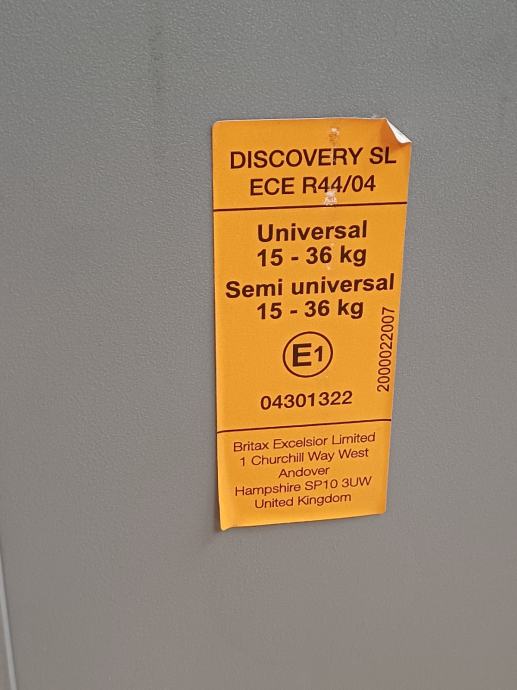 DISCOVERY SL
ECE R44/04
Universal
15 - 36 kg
Semi universal
15 - 36 kg
E1
2000022007
04301322
Britax Excelsior Limited
1 Churchill Way West
Andover
Hampshire SP10 3UW
United Kingdom